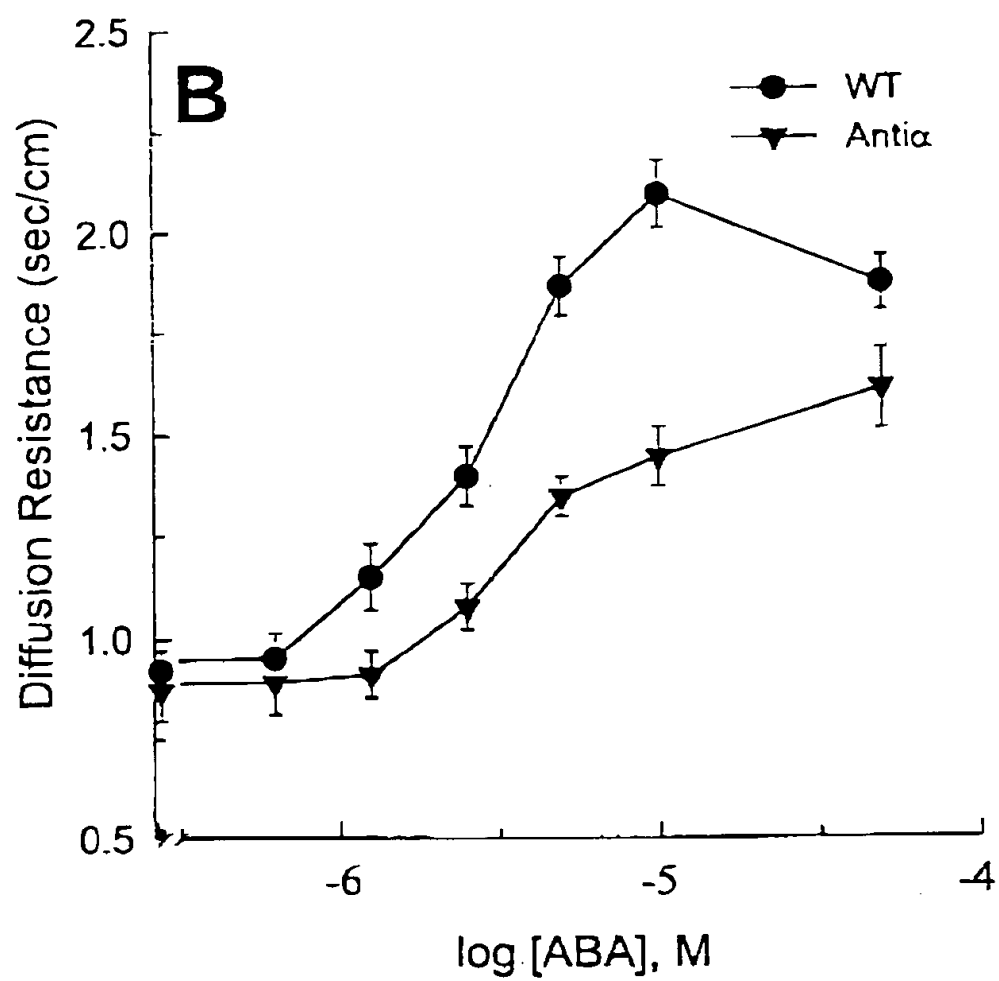 B
WT
Antiα
Diffusion Resistance (sec/cm)
2.5
2.0
1.5
1.0
0.5
-6
-5
-4
log [ABA], M